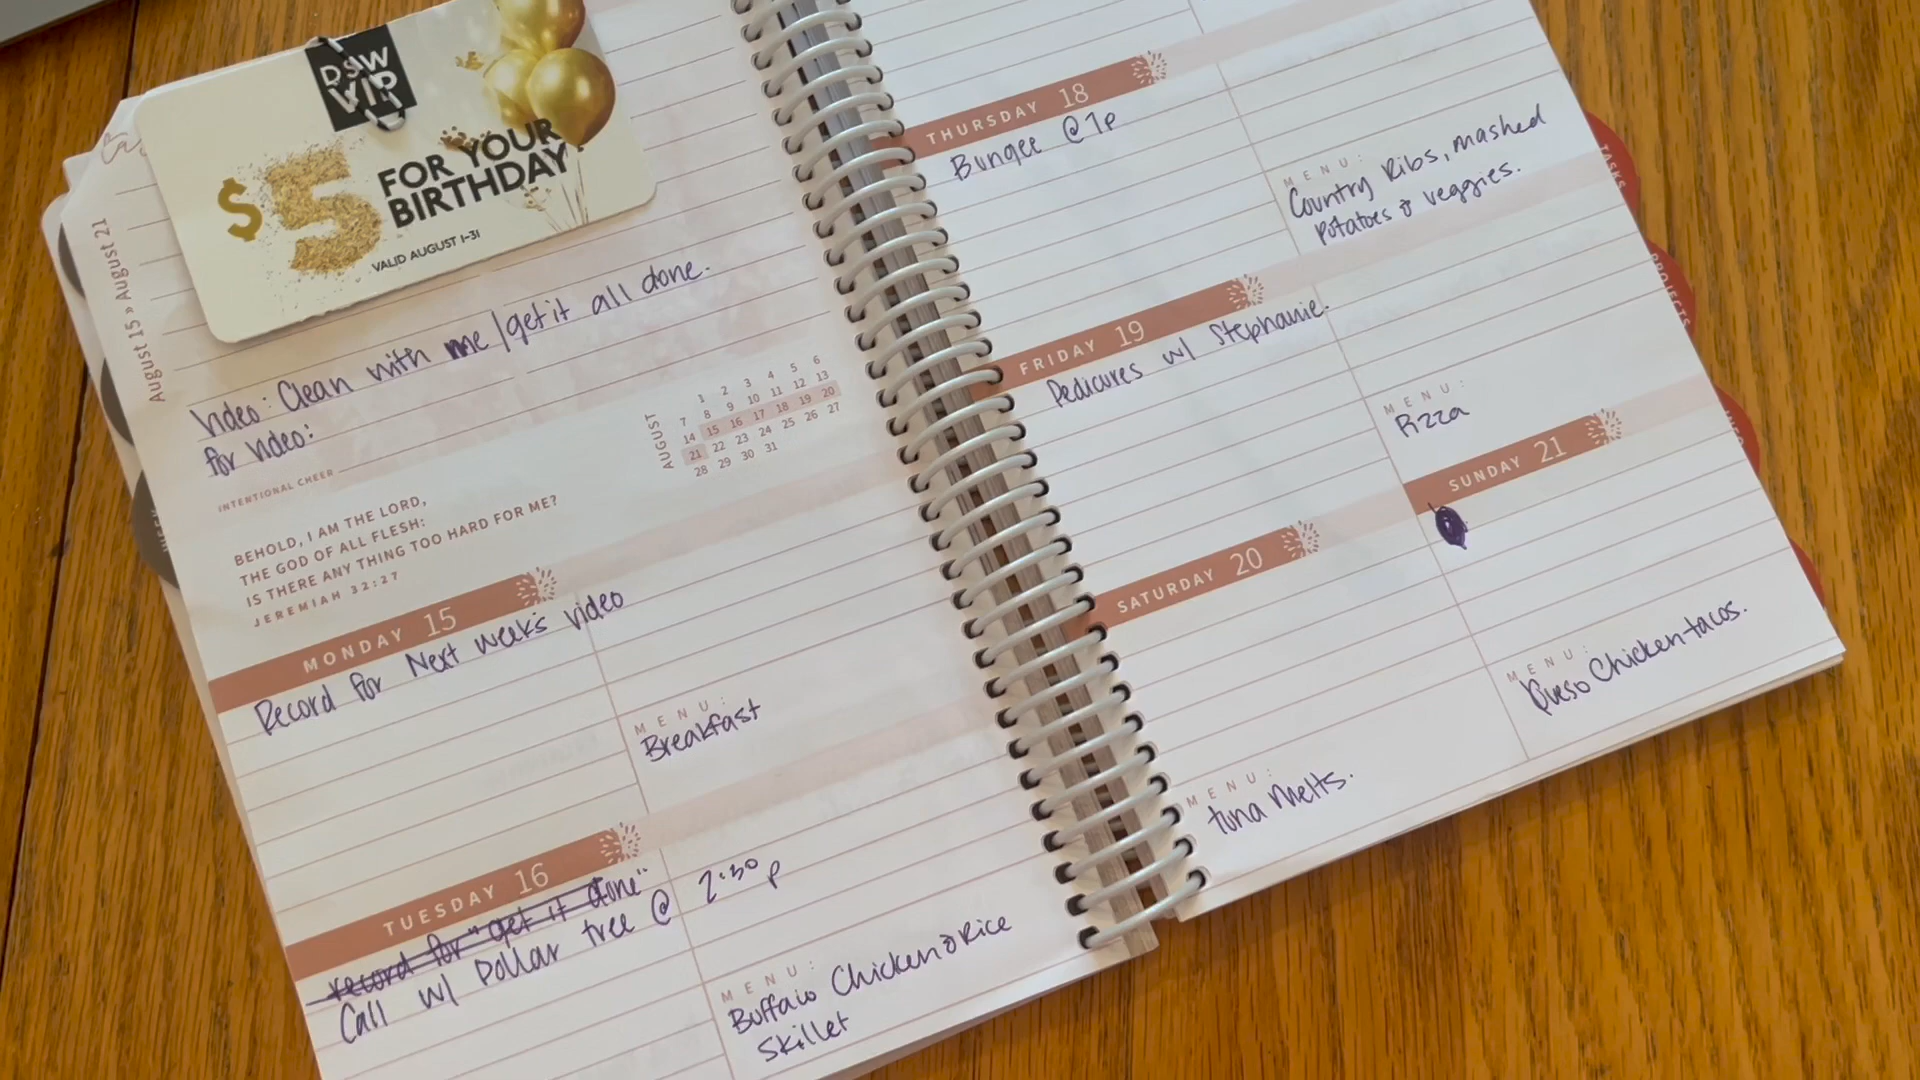 DSW
VIP
$5 FOR YOUR
BIRTHDAY
VALID AUGUST 1-31
August 15 » August 21
Video: Clean with me / get it all done.
for Video:
INTENTIONAL CHEER
BEHOLD, I AM THE LORD,
THE GOD OF ALL FLESH:
IS THERE ANY THING TOO HARD FOR ME?
JEREMIAH 32:27
AUGUST
1 2 3 4 5 6
7 8 9 10 11 12 13
14 15 16 17 18 19 20
21 22 23 24 25 26 27
28 29 30 31
MONDAY 15
Record for Next weeks video
MENU:
Breakfast
TUESDAY 16
record for "get it done"
Call w/ Dollar tree @ 2:30 p
MENU:
Buffalo Chicken & Rice
Skillet
THURSDAY 18
Bungee @ 1p
MENU:
Country Ribs, mashed
potatoes & veggies.
FRIDAY 19
Pedicures w/ Stephanie.
MENU:
Pizza
SATURDAY 20
MENU:
tuna melts.
SUNDAY 21
MENU:
Queso Chicken tacos.
TASKS
PROJECTS